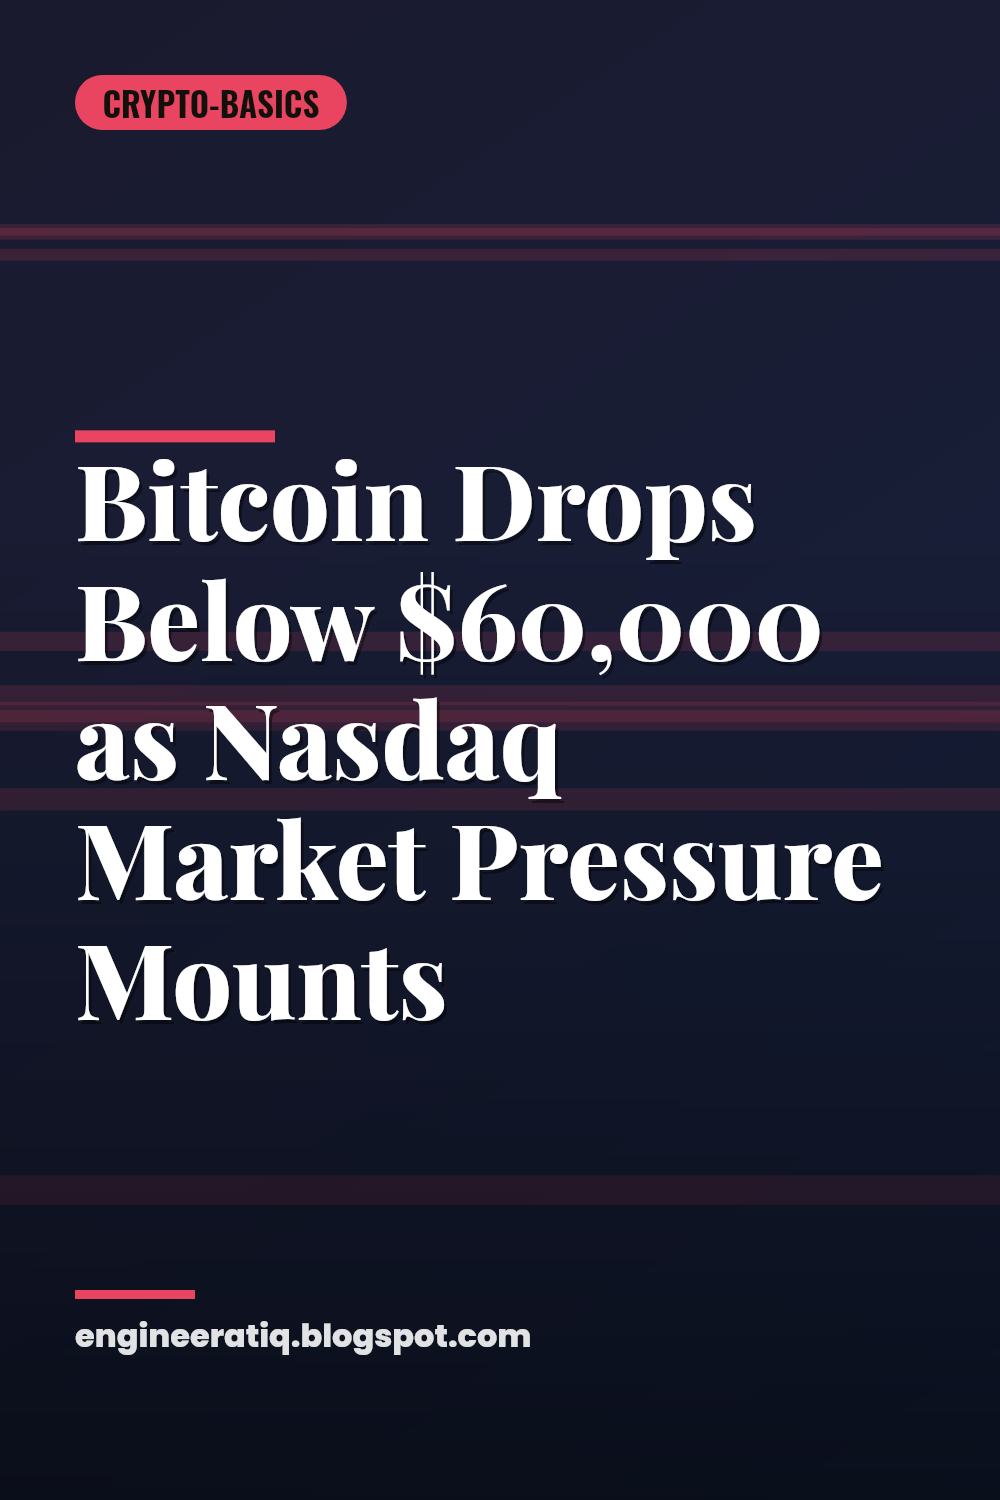 CRYPTO-BASICS
Bitcoin Drops
Below $60,000
as Nasdaq
Market Pressure
Mounts
engineeratiq.blogspot.com